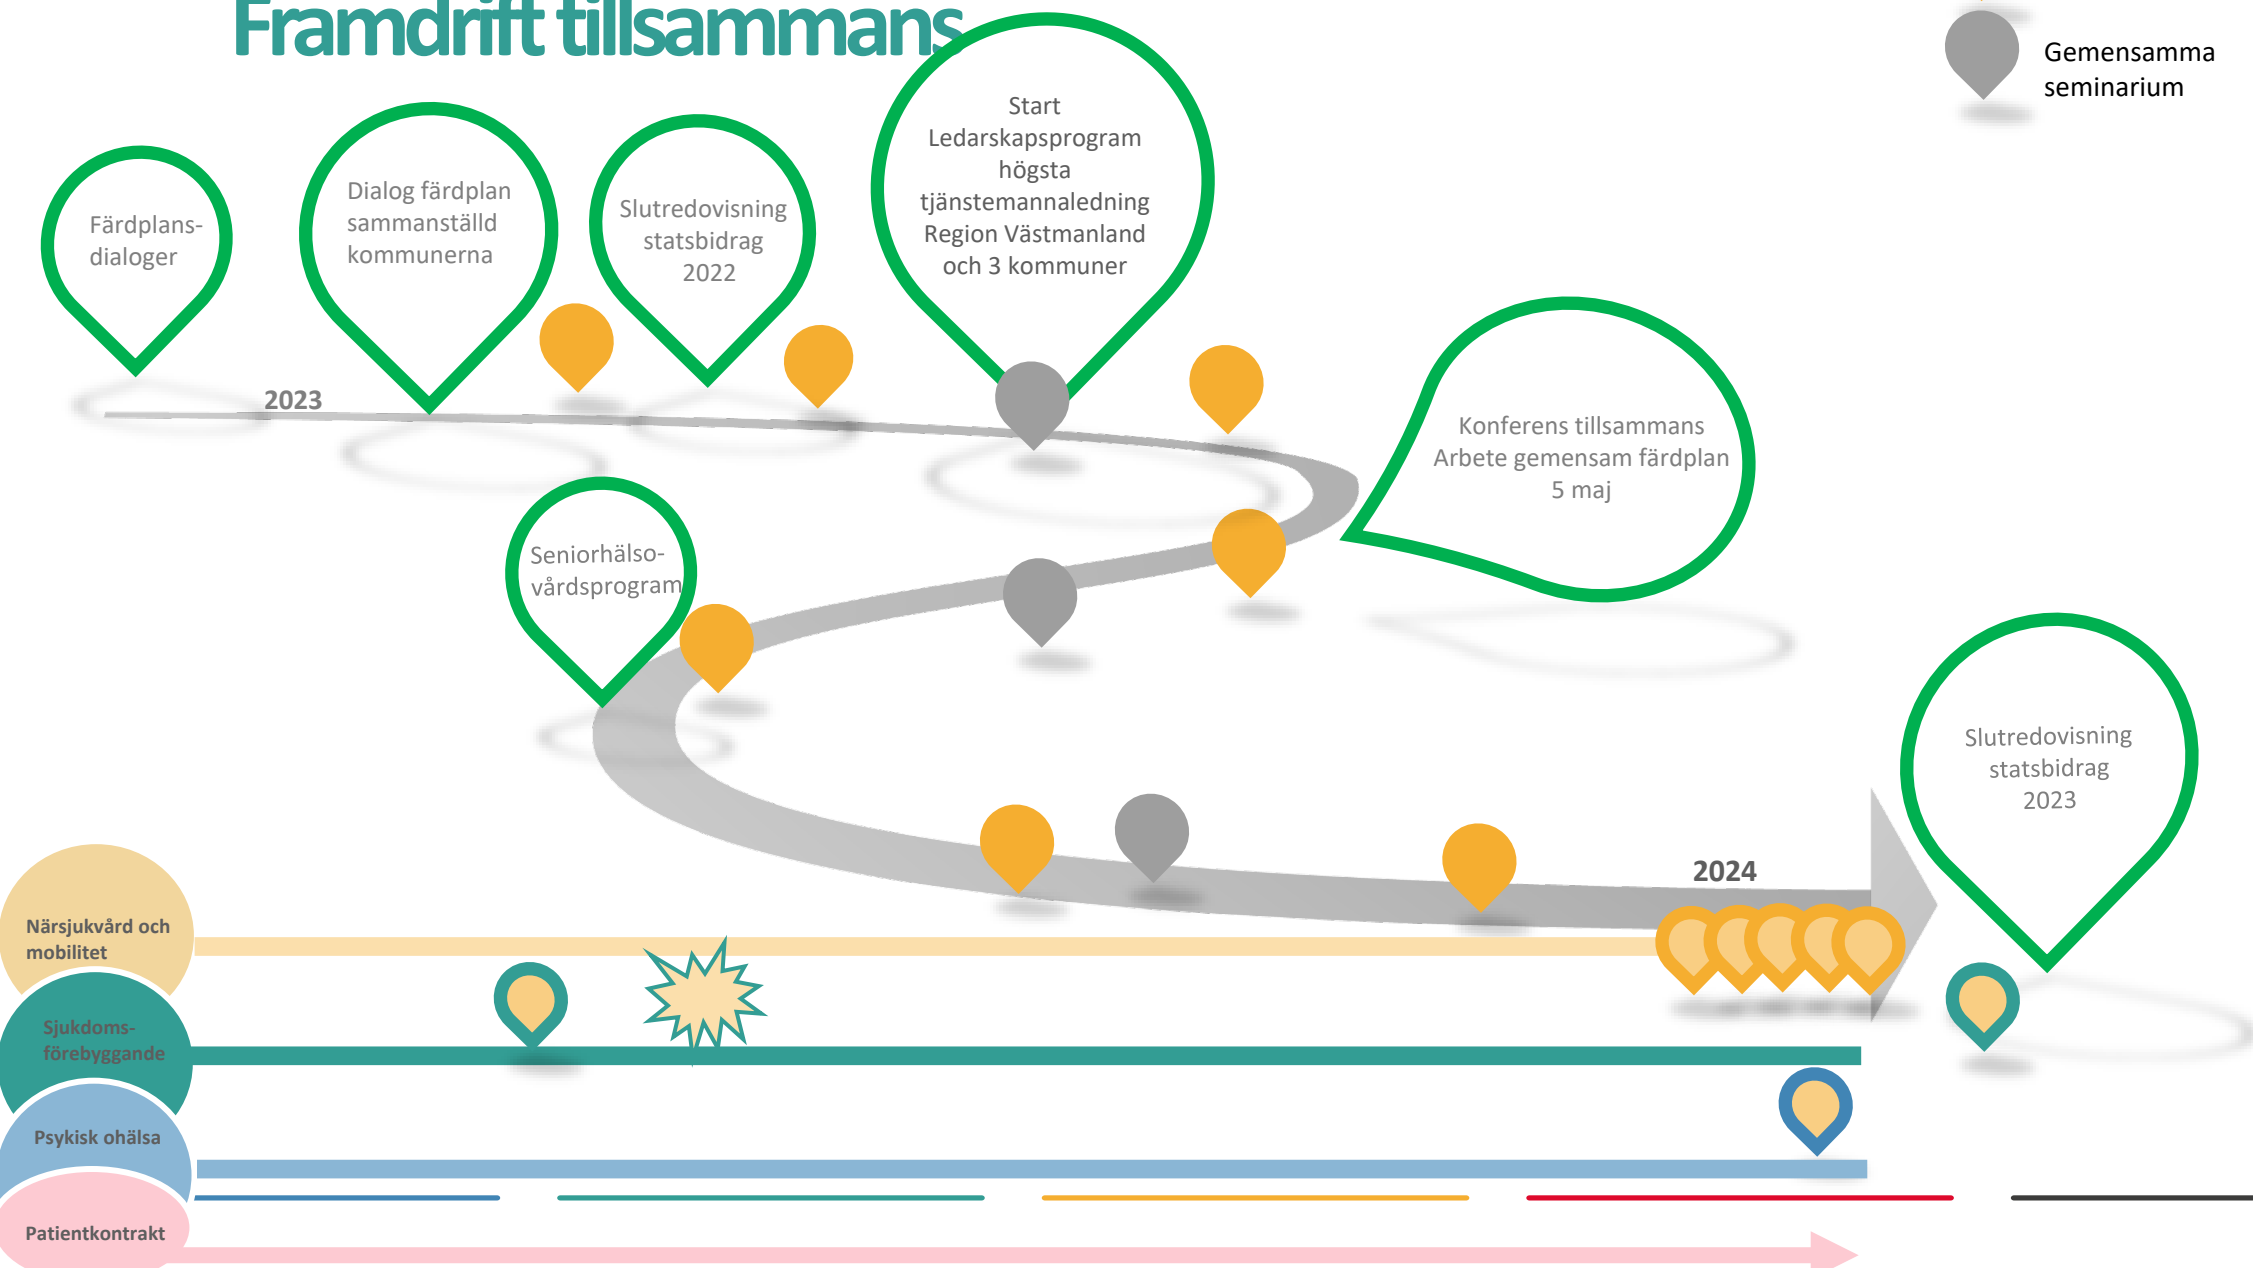 Framdrift tillsammans
Gemensamma
seminarium
Färdplans-
dialoger
Dialog färdplan
sammanställd
kommunerna
Slutredovisning
statsbidrag
2022
Start
Ledarskapsprogram
högsta
tjänstemannaledning
Region Västmanland
och 3 kommuner
2023
Konferens tillsammans
Arbete gemensam färdplan
5 maj
Seniorhälso-
vårdsprogram
Slutredovisning
statsbidrag
2023
2024
Närsjukvård och
mobilitet
Sjukdoms-
förebyggande
Psykisk ohälsa
Patientkontrakt